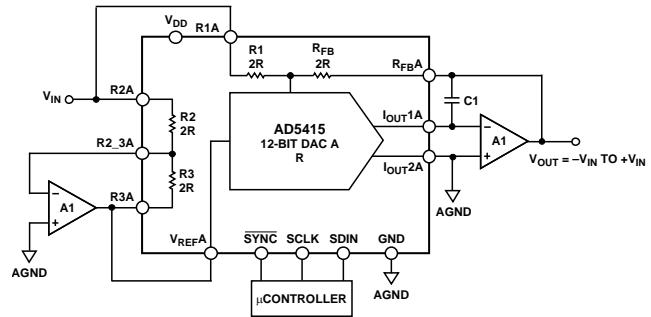 VDD
R1A
R1
2R
RFB
2R
RFBA
C1
VIN
R2A
R2
2R
R2_3A
R3
2R
R3A
AD5415
12-BIT DAC A
R
IOUT1A
IOUT2A
A1
VOUT = –VIN TO +VIN
AGND
A1
AGND
VREFA
SYNC
SCLK
SDIN
GND
μCONTROLLER
AGND